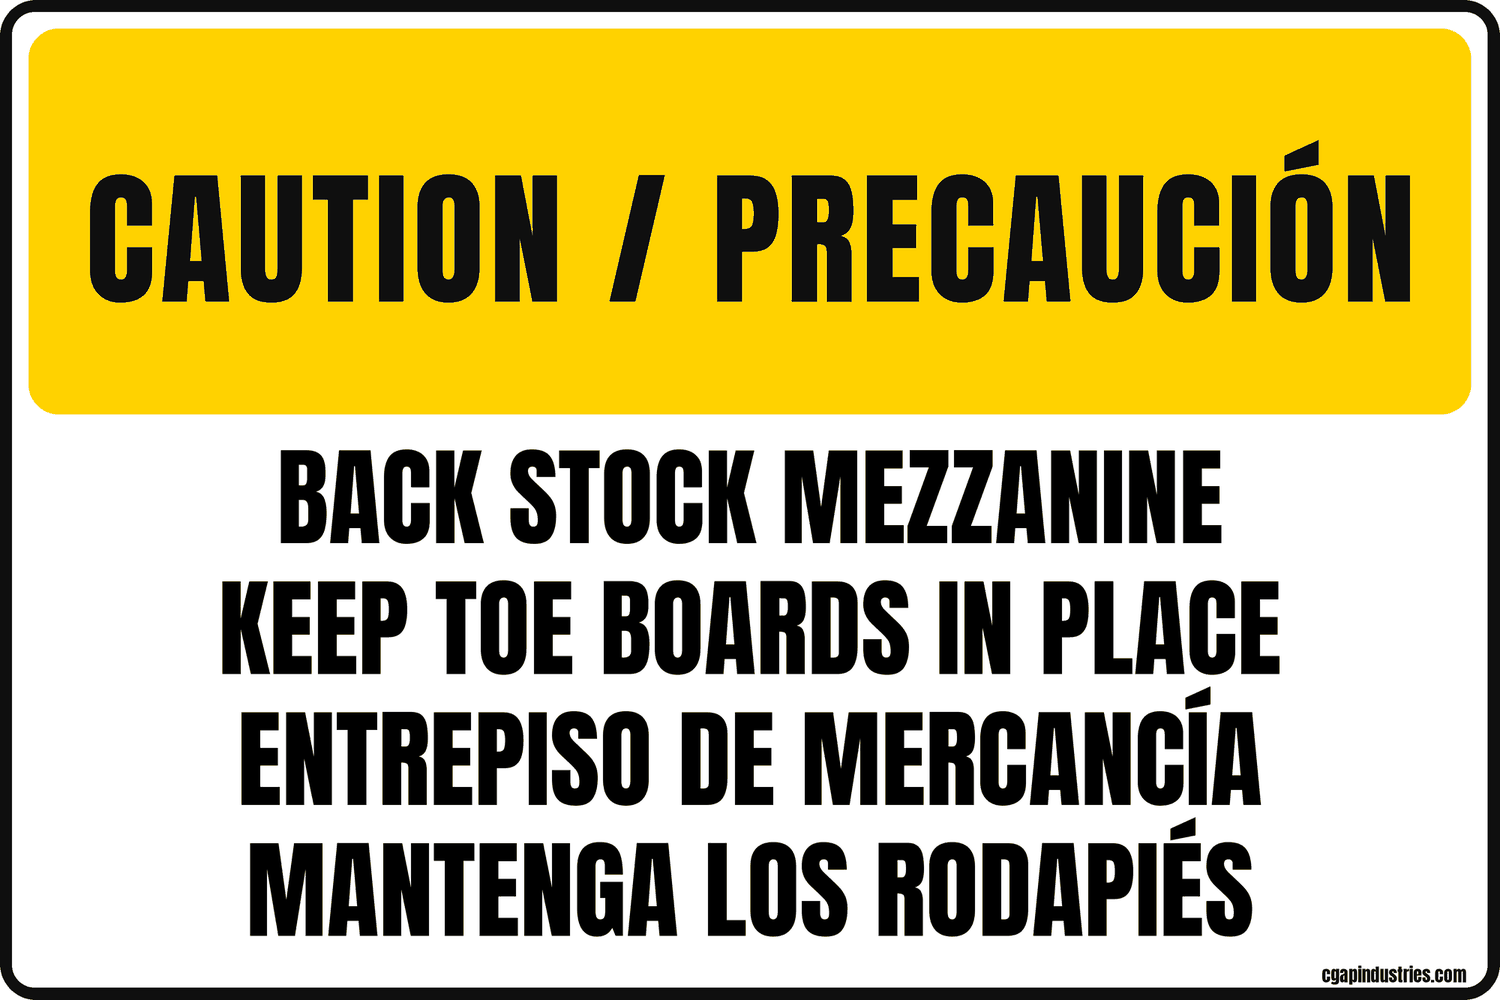 CAUTION / PRECAUCIÓN
BACK STOCK MEZZANINE
KEEP TOE BOARDS IN PLACE
ENTREPISO DE MERCANCÍA
MANTENGA LOS RODAPIÉS
cgapindustries.com